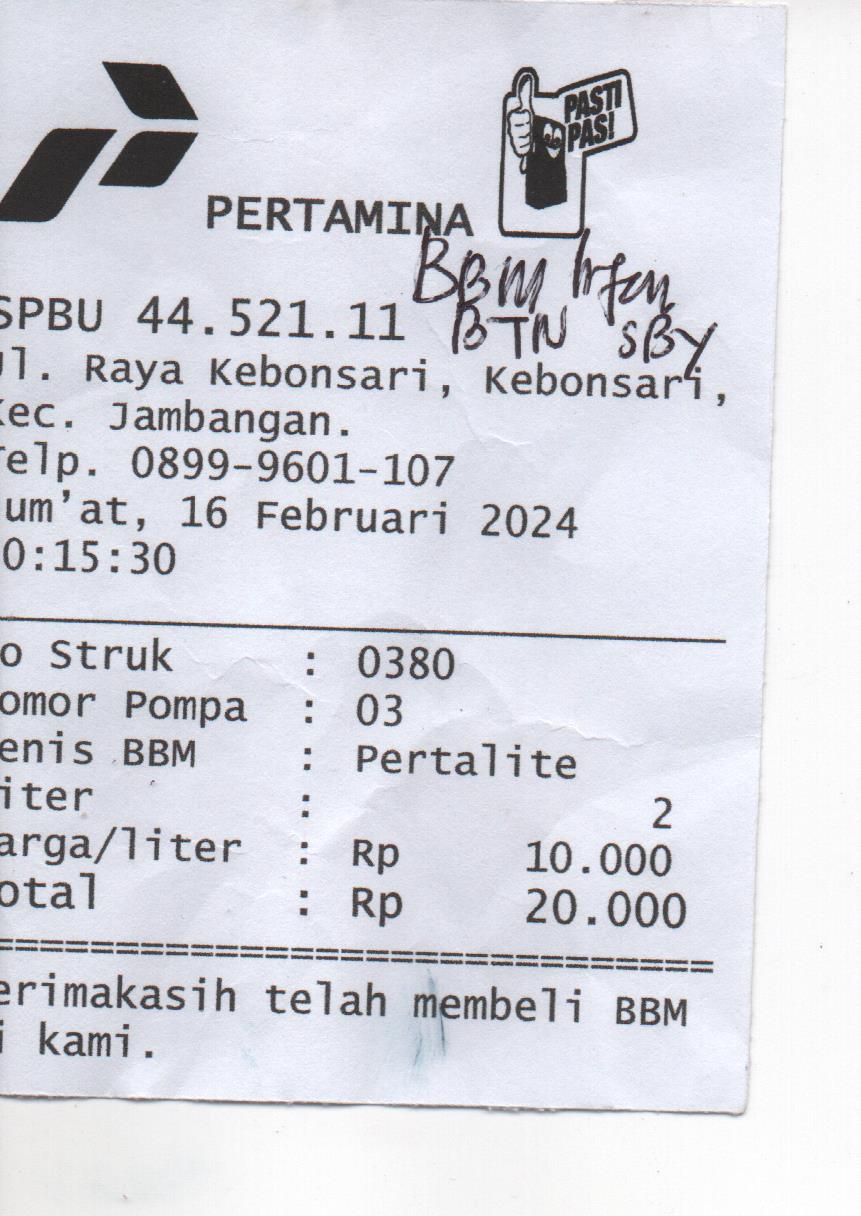 PASTI
PAS!
PERTAMINA
BBM Irfan
SPBU 44.521.11
BTN SBY
Jl. Raya Kebonsari, Kebonsari,
Kec. Jambangan.
Telp. 0899-9601-107
Jum'at, 16 Februari 2024
0:15:30
o Struk : 0380
omor Pompa : 03
enis BBM : Pertalite
iter : 2
arga/liter : Rp 10.000
otal : Rp 20.000
=================================
erimakasih telah membeli BBM
i kami.